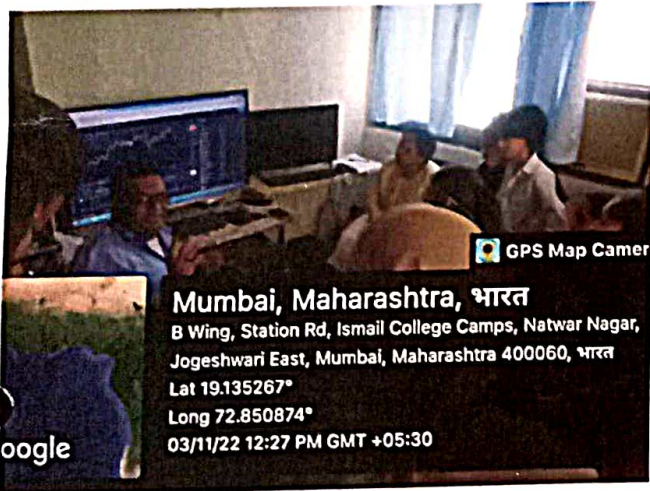 GPS Map Camer
Mumbai, Maharashtra, भारत
B Wing, Station Rd, Ismail College Camps, Natwar Nagar,
Jogeshwari East, Mumbai, Maharashtra 400060, भारत
Lat 19.135267°
Long 72.850874°
03/11/22 12:27 PM GMT +05:30
oogle